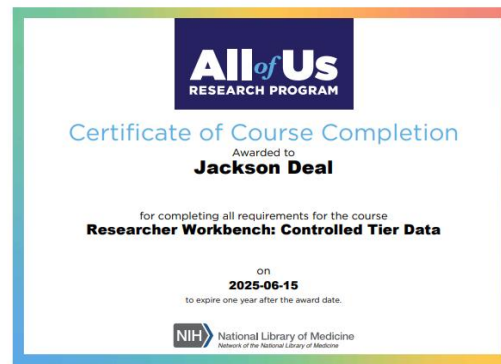 All of Us
RESEARCH PROGRAM
Certificate of Course Completion
Awarded to
Jackson Deal
for completing all requirements for the course
Researcher Workbench: Controlled Tier Data
on
2025-06-15
to expire one year after the award date.
NIH National Library of Medicine
Network of the National Library of Medicine